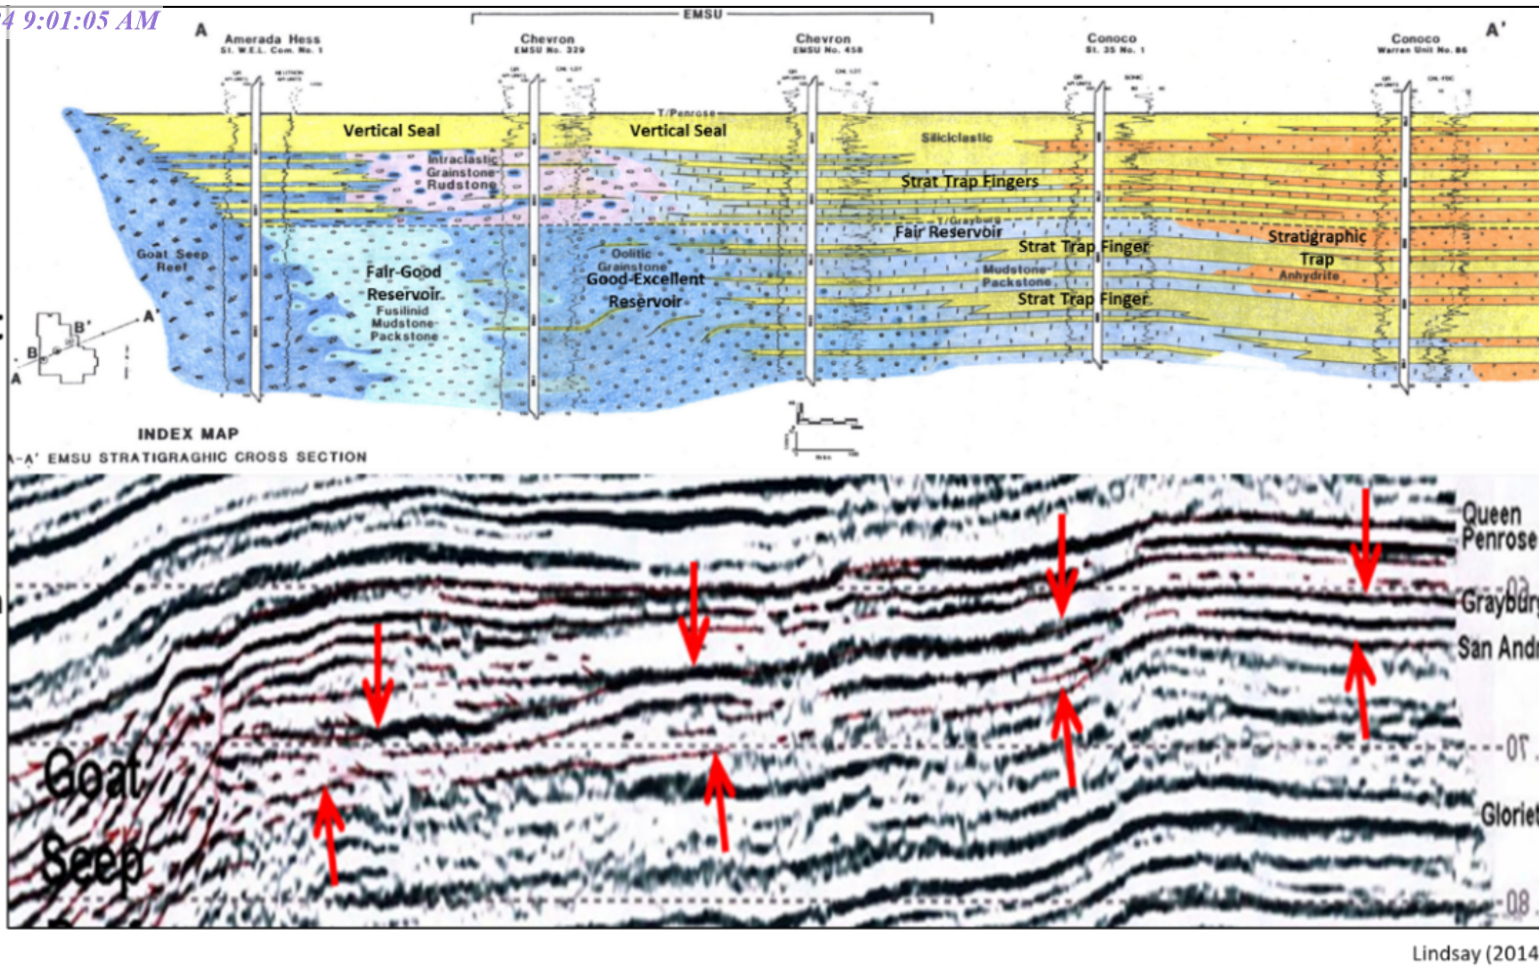 4 9:01:05 AM
EMSU
A
A'
Amerada Hess
St. W.E.L. Com. No. 1
Chevron
EMSU No. 329
Chevron
EMSU No. 458
Conoco
St. 35 No. 1
Conoco
Warren Unit No. 86
T/Penrose
Vertical Seal
Vertical Seal
Siliciclastic
Intraclastic
Grainstone
Rudstone
Strat Trap Fingers
T/Grayburg
Fair Reservoir
Stratigraphic
Trap
Anhydrite
Strat Trap Finger
Goat Seep
Reef
Fair-Good
Reservoir
Fusilinid
Mudstone-
Packstone
Oolitic
Grainstone
Good-Excellent
Reservoir
Mudstone-
Packstone
Strat Trap Finger
A'
B'
B
A
INDEX MAP
A-A' EMSU STRATIGRAGHIC CROSS SECTION
Queen
Penrose
Graybur
San Andr
Goat
Seep
07
Gloriet
08
Lindsay (2014